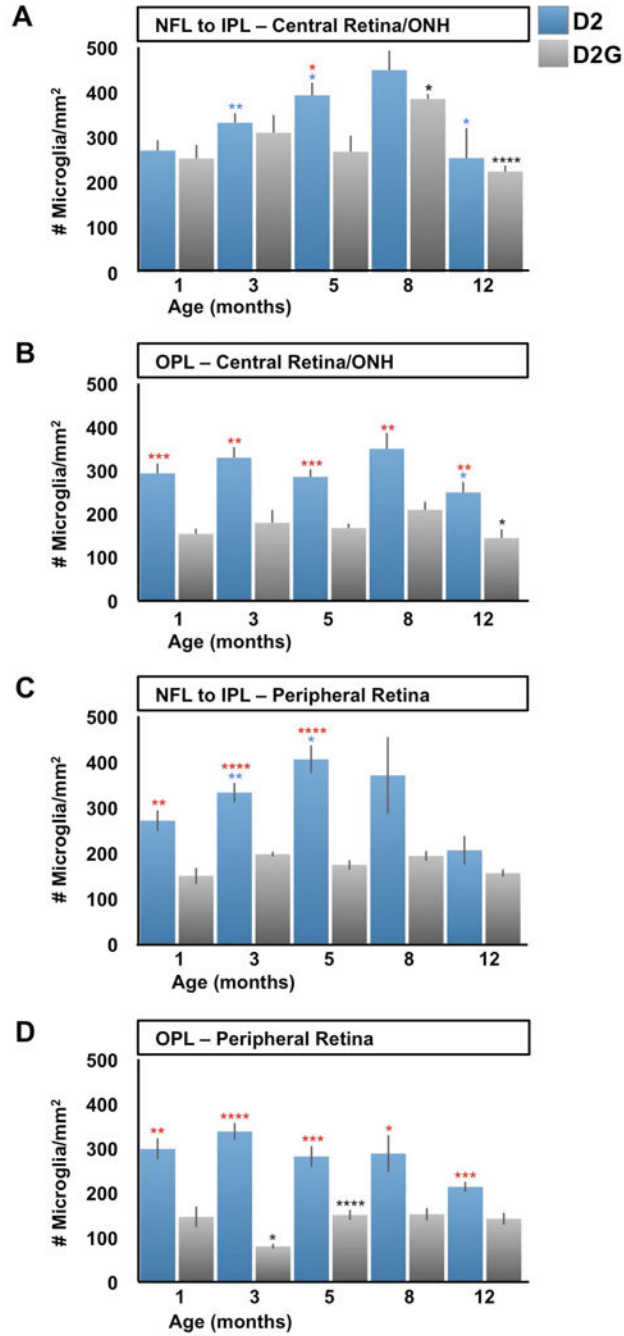 A
NFL to IPL – Central Retina/ONH
D2
D2G
# Microglia/mm²
500
400
300
200
100
0
*
*
**
*
*
****
1 3 5 8 12
Age (months)
B
OPL – Central Retina/ONH
# Microglia/mm²
500
400
300
200
100
0
*** ** *** ** **
* *
1 3 5 8 12
Age (months)
C
NFL to IPL – Peripheral Retina
# Microglia/mm²
500
400
300
200
100
0
** **** ****
** *
1 3 5 8 12
Age (months)
D
OPL – Peripheral Retina
# Microglia/mm²
500
400
300
200
100
0
** **** *** * ***
* ****
1 3 5 8 12
Age (months)